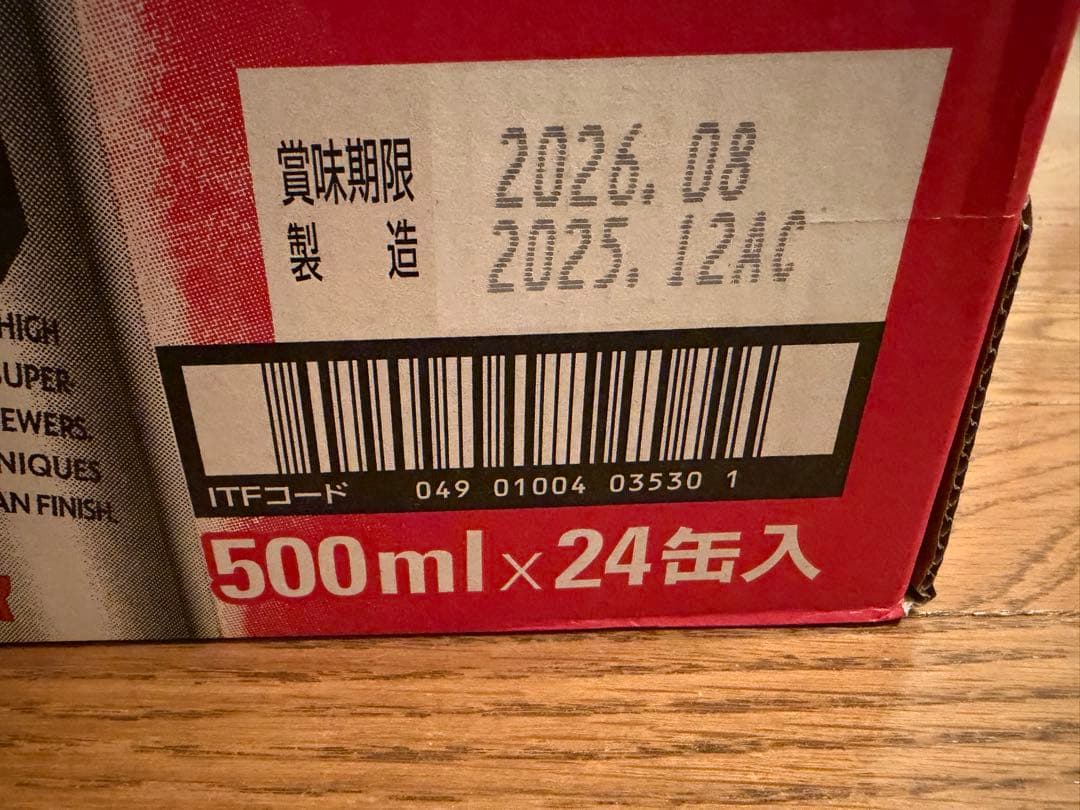 賞味期限 2026.08
製造 2025.12AC
HIGH
SUPER
EWERS.
NIQUES
AN FINISH.
ITFコード 049 01004 03530 1
500ml×24缶入